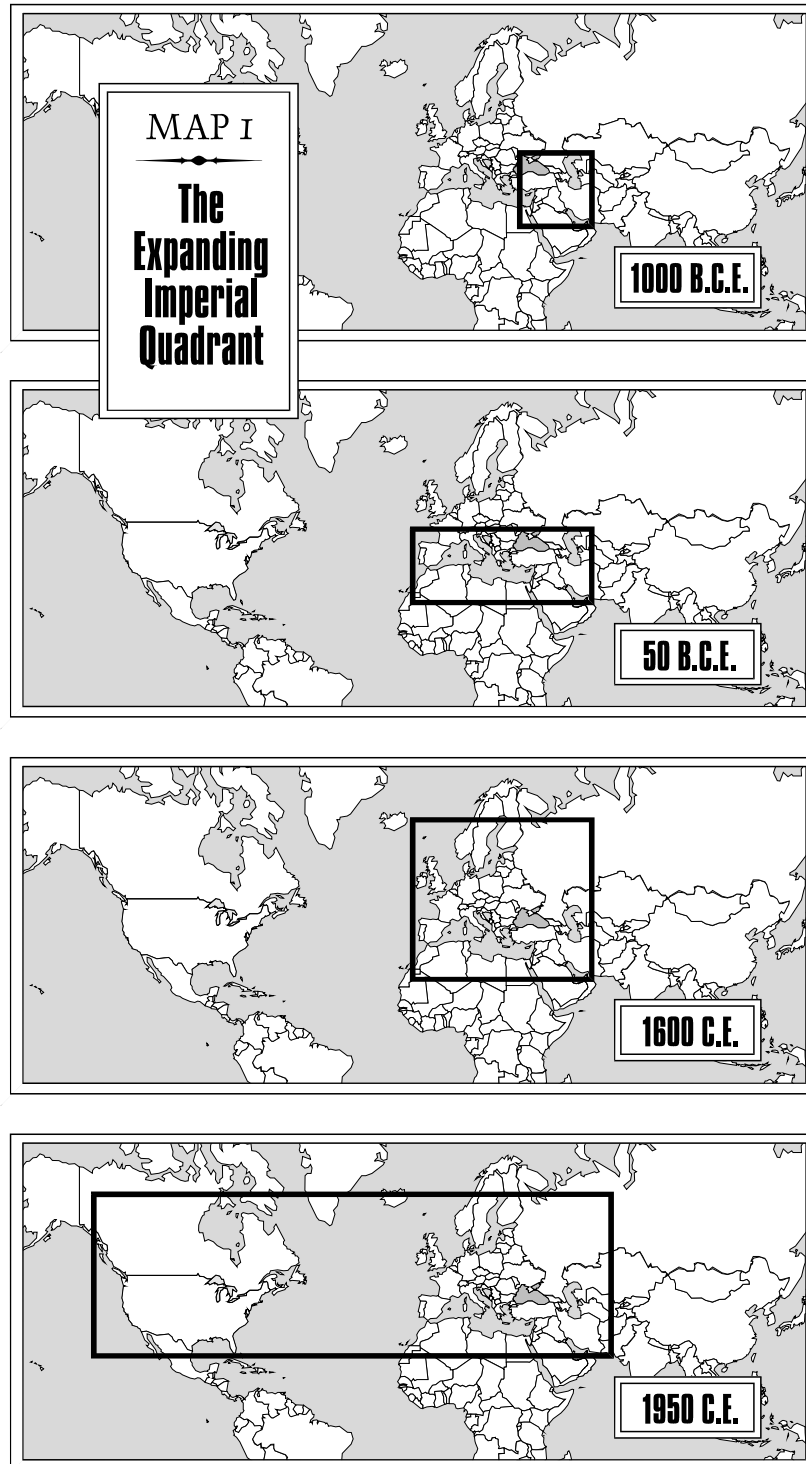 MAP I
The
Expanding
Imperial
Quadrant
1000 B.C.E.
50 B.C.E.
1600 C.E.
1950 C.E.